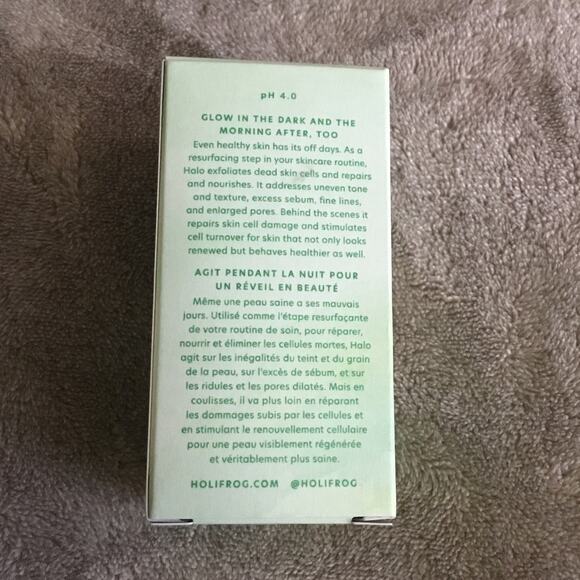 pH 4.0
GLOW IN THE DARK AND THE
MORNING AFTER, TOO
Even healthy skin has its off days. As a
resurfacing step in your skincare routine,
Halo exfoliates dead skin cells and repairs
and nourishes. It addresses uneven tone
and texture, excess sebum, fine lines,
and enlarged pores. Behind the scenes it
repairs skin cell damage and stimulates
cell turnover for skin that not only looks
renewed but behaves healthier as well.
AGIT PENDANT LA NUIT POUR
UN RÉVEIL EN BEAUTÉ
Même une peau saine a ses mauvais
jours. Utilisé comme l'étape resurfaçante
de votre routine de soin, pour réparer,
nourrir et éliminer les cellules mortes, Halo
agit sur les inégalités du teint et du grain
de la peau, sur l'excès de sébum, et sur
les ridules et les pores dilatés. Mais en
coulisses, il va plus loin en réparant
les dommages subis par les cellules et
en stimulant le renouvellement cellulaire
pour une peau visiblement régénérée
et véritablement plus saine.
HOLIFROG.COM @HOLIFROG